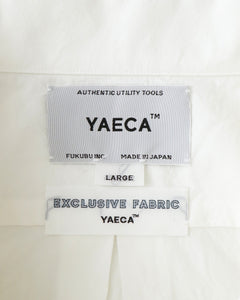 AUTHENTIC UTILITY TOOLS
YAECA™
FUKUBU INC. MADE IN JAPAN
LARGE
EXCLUSIVE FABRIC
YAECA™